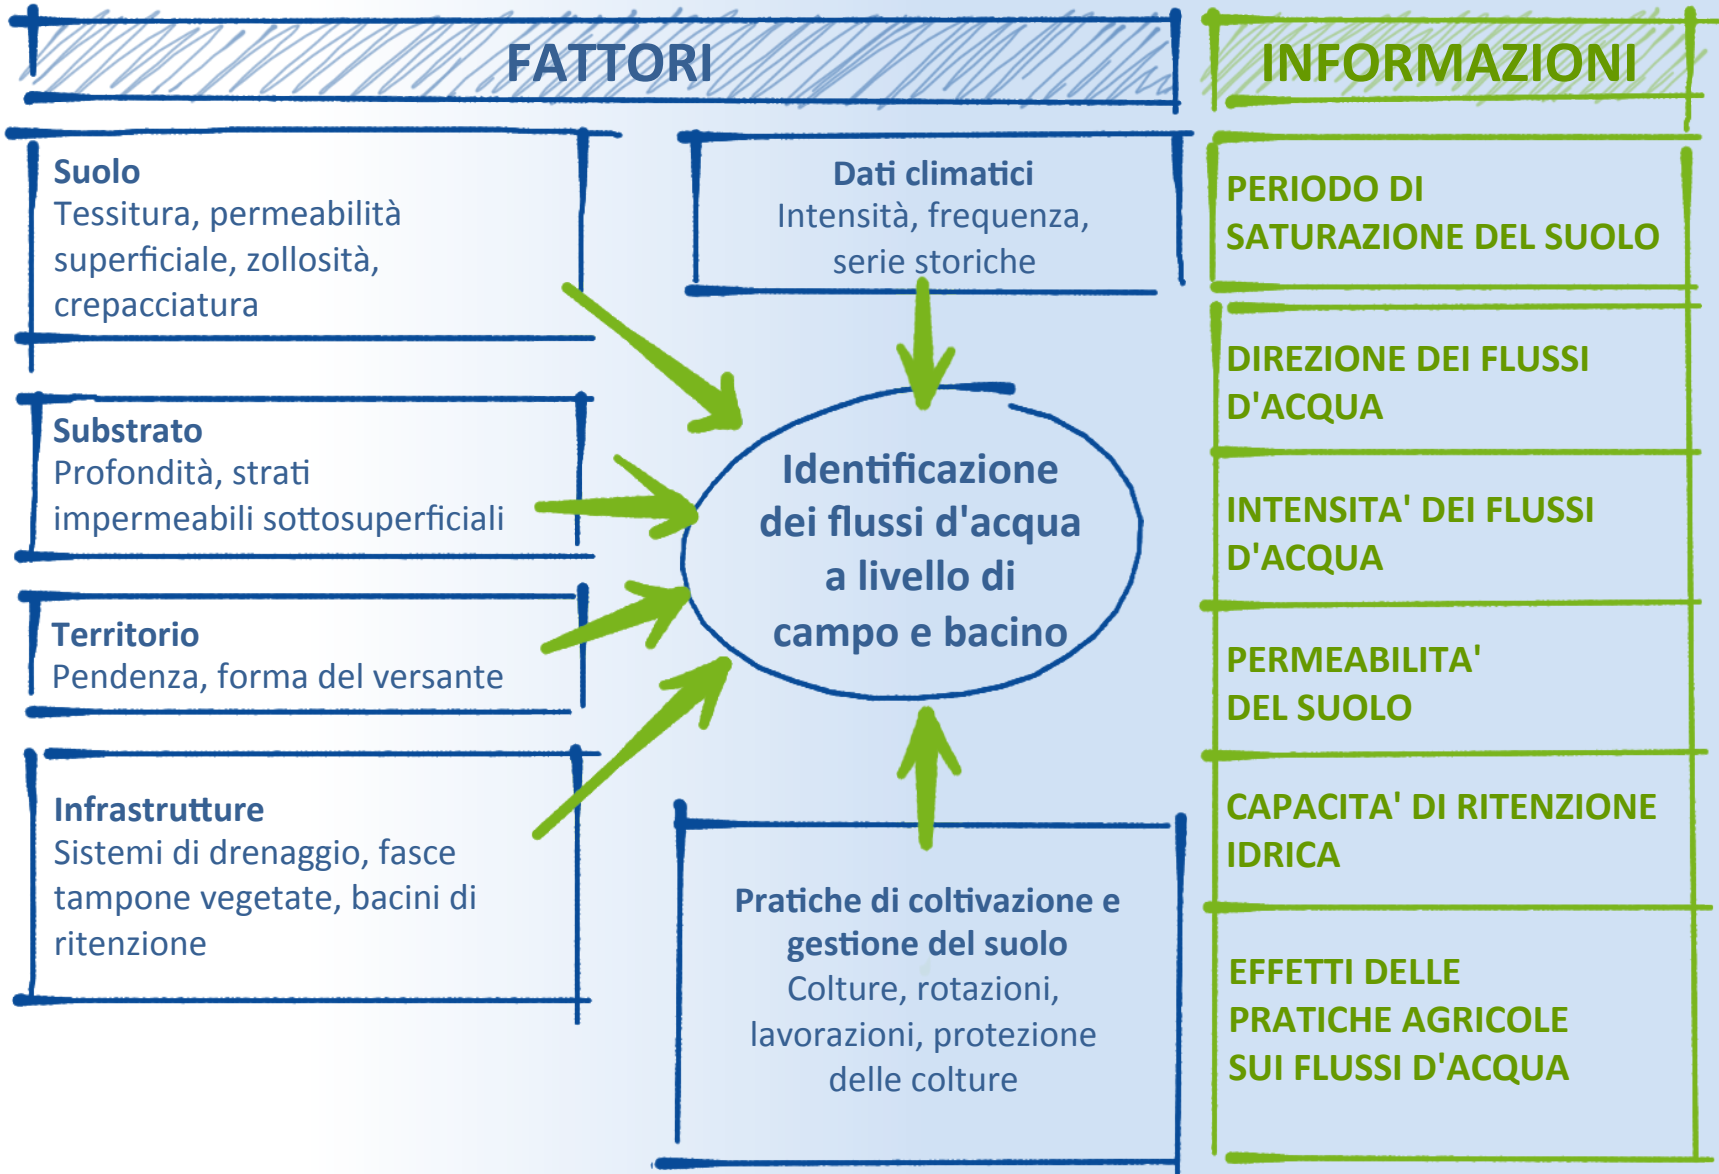 FATTORI
Suolo
Tessitura, permeabilità
superficiale, zollosità,
crepacciatura
Substrato
Profondità, strati
impermeabili sottosuperficiali
Territorio
Pendenza, forma del versante
Infrastrutture
Sistemi di drenaggio, fasce
tampone vegetate, bacini di
ritenzione
Dati climatici
Intensità, frequenza,
serie storiche
Identificazione
dei flussi d'acqua
a livello di
campo e bacino
Pratiche di coltivazione e
gestione del suolo
Colture, rotazioni,
lavorazioni, protezione
delle colture
INFORMAZIONI
PERIODO DI
SATURAZIONE DEL SUOLO
DIREZIONE DEI FLUSSI
D'ACQUA
INTENSITA' DEI FLUSSI
D'ACQUA
PERMEABILITA'
DEL SUOLO
CAPACITA' DI RITENZIONE
IDRICA
EFFETTI DELLE
PRATICHE AGRICOLE
SUI FLUSSI D'ACQUA